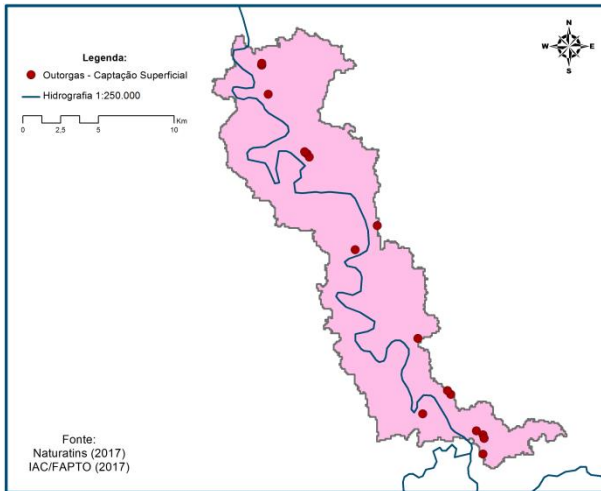 Legenda:
Outorgas - Captação Superficial
Hidrografia 1:250.000
Km
0 2,5 5 10
N
W E
S
Fonte:
Naturatins (2017)
IAC/FAPTO (2017)